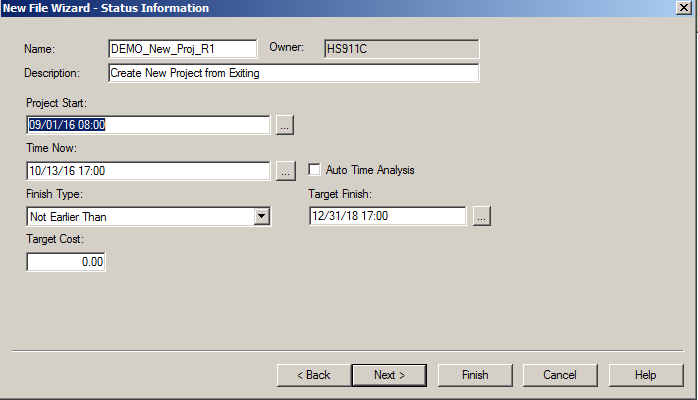 New File Wizard - Status Information
Name: DEMO_New_Proj_R1 Owner: HS911C
Description: Create New Project from Exiting
Project Start:
09/01/16 08:00 ...
Time Now:
10/13/16 17:00 ... Auto Time Analysis
Finish Type: Target Finish:
Not Earlier Than 12/31/18 17:00 ...
Target Cost:
0.00
< Back Next > Finish Cancel Help